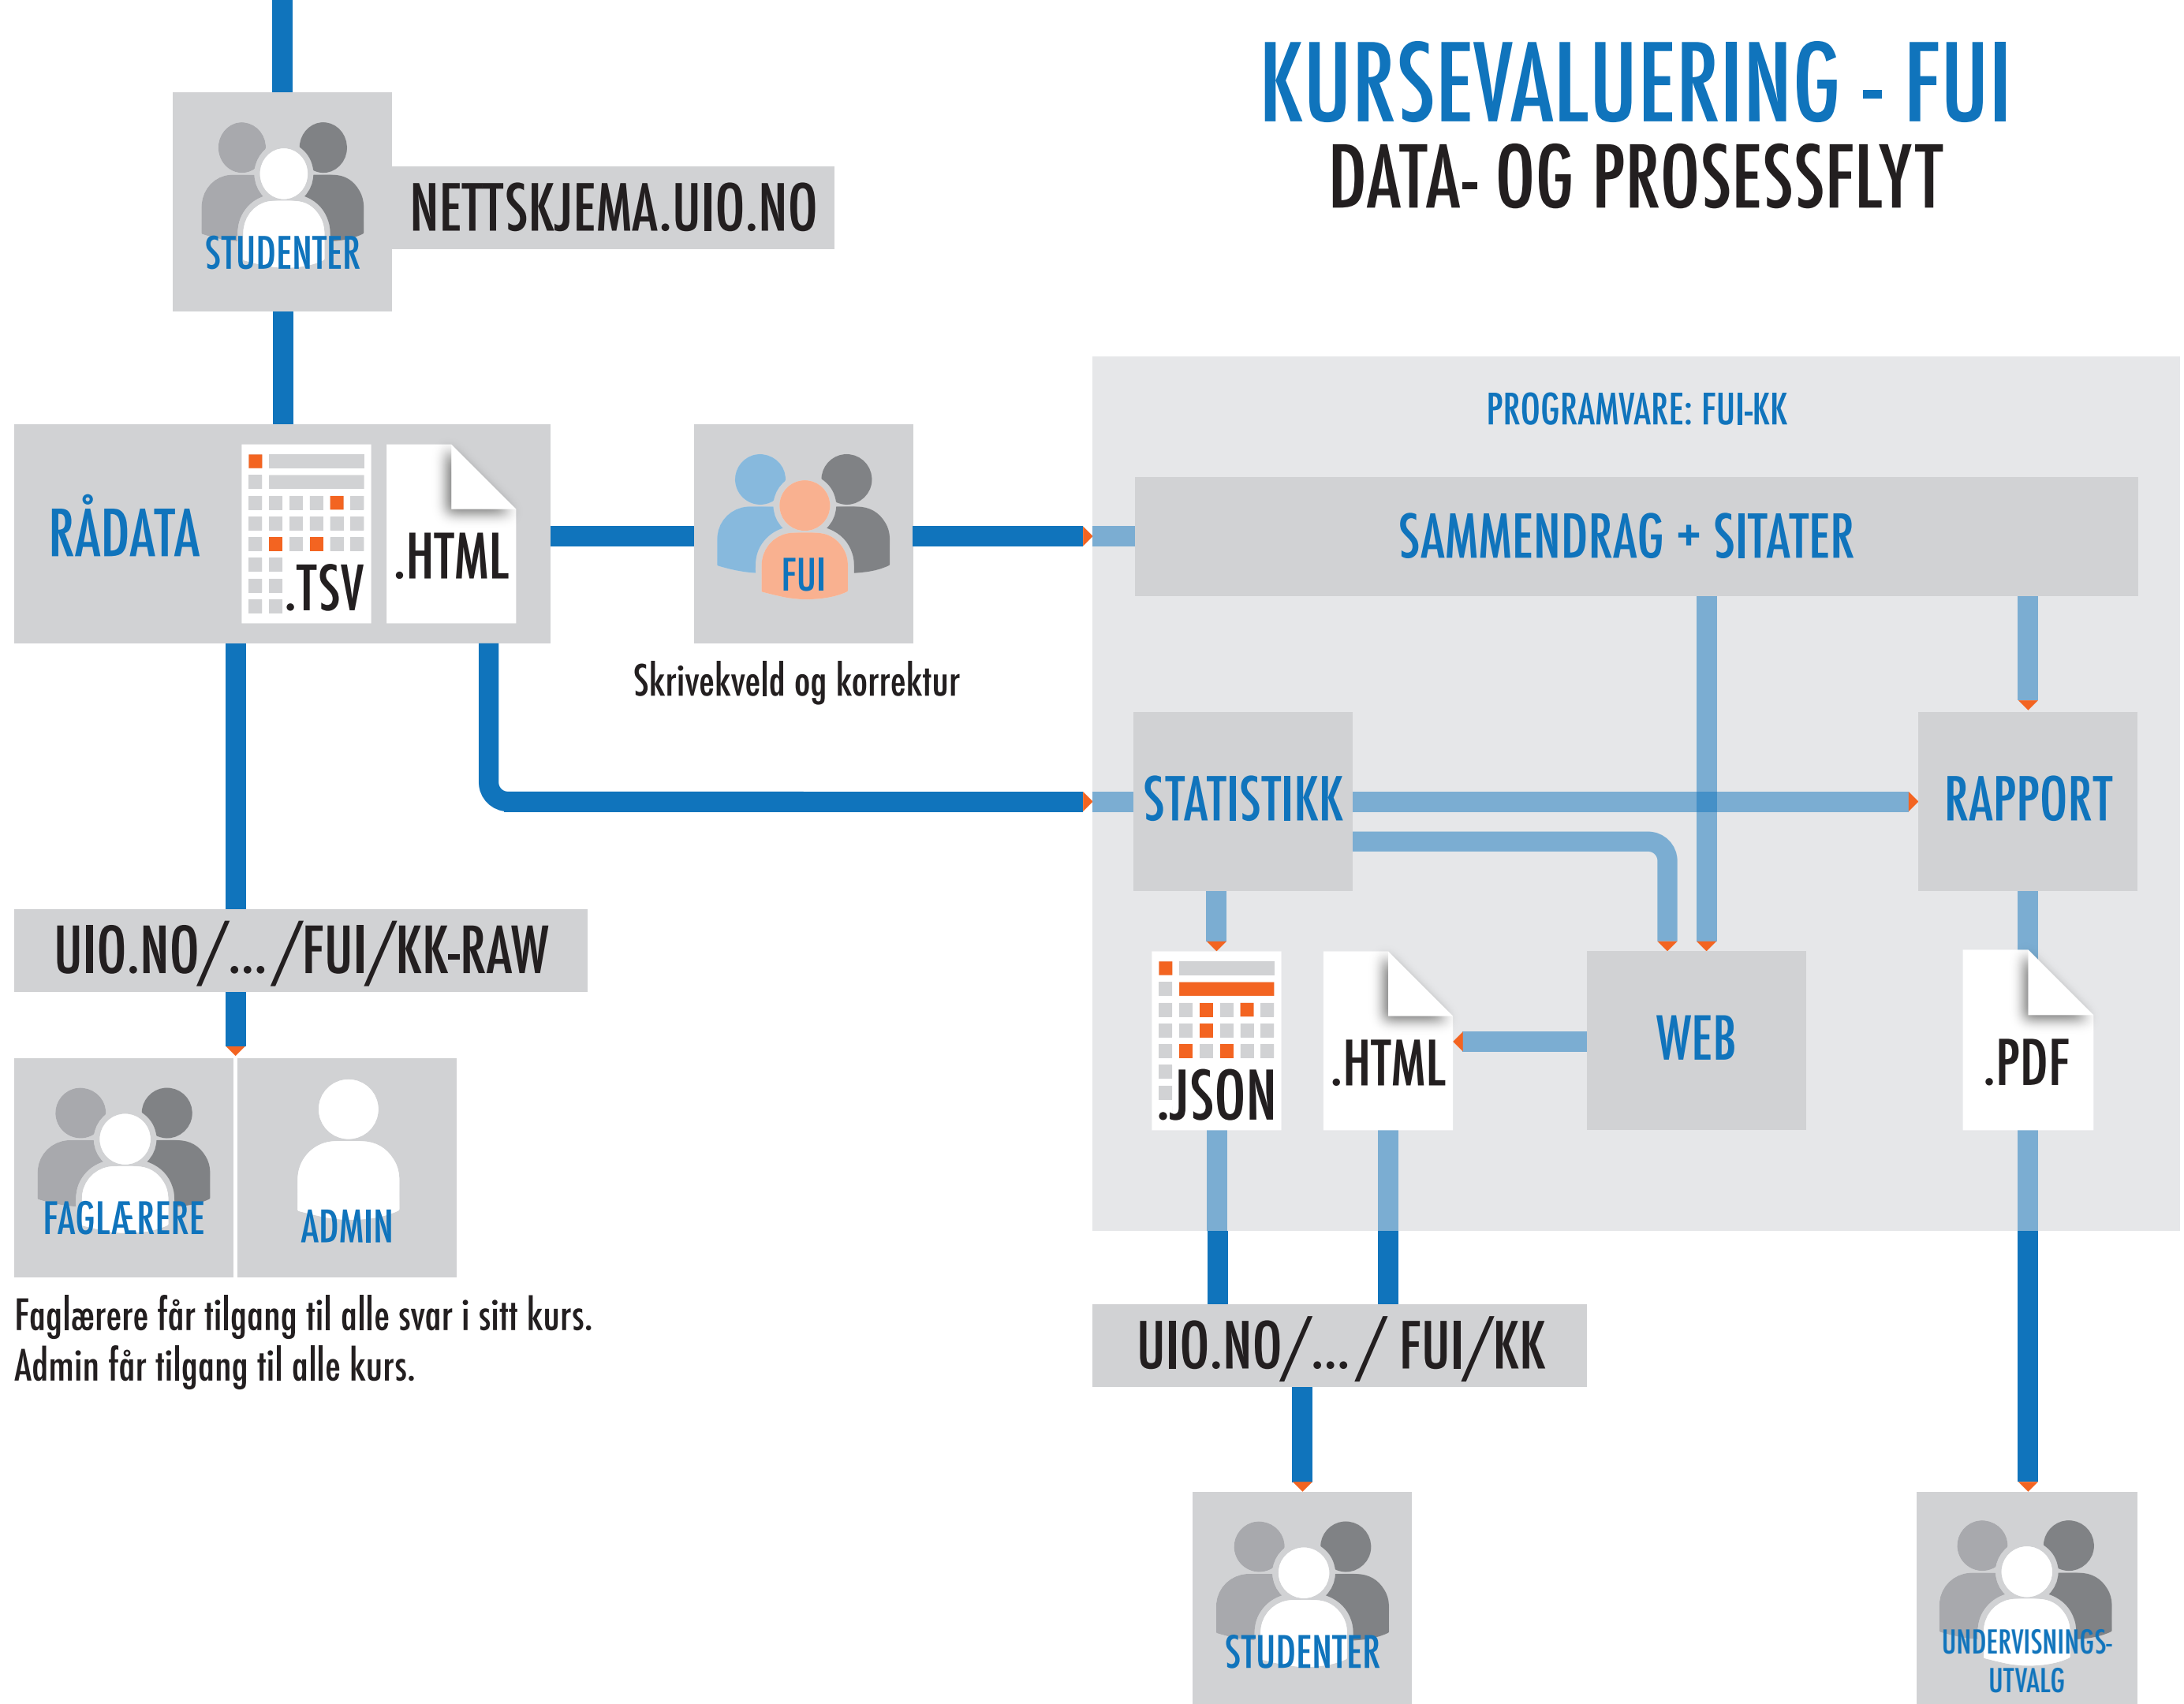 KURSEVALUERING - FUI
DATA- OG PROSESSFLYT
STUDENTER
NETTSKJEMA.UIO.NO
RÅDATA
.TSV
.HTML
FUI
Skrivekveld og korrektur
PROGRAMVARE: FUI-KK
SAMMENDRAG + SITATER
STATISTIKK
RAPPORT
UIO.NO/.../FUI/KK-RAW
.JSON
.HTML
WEB
.PDF
FAGLÆRERE
ADMIN
Faglærere får tilgang til alle svar i sitt kurs.
Admin får tilgang til alle kurs.
UIO.NO/.../ FUI/KK
STUDENTER
UNDERVISNINGS-
UTVALG